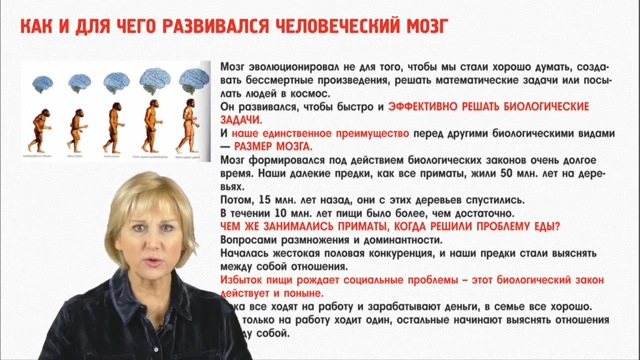 КАК И ДЛЯ ЧЕГО РАЗВИВАЛСЯ ЧЕЛОВЕЧЕСКИЙ МОЗГ
Мозг эволюционировал не для того, чтобы мы стали хорошо думать, созда-
вать бессмертные произведения, решать математические задачи или посы-
лать людей в космос.
Он развивался, чтобы быстро и ЭФФЕКТИВНО РЕШАТЬ БИОЛОГИЧЕСКИЕ
ЗАДАЧИ.
И наше единственное преимущество перед другими биологическими видами
— РАЗМЕР МОЗГА.
Мозг формировался под действием биологических законов очень долгое
время. Наши далекие предки, как все приматы, жили 50 млн. лет на дере-
вьях.
Потом, 15 млн. лет назад, они с этих деревьев спустились.
В течении 10 млн. лет пищи было более, чем достаточно.
ЧЕМ ЖЕ ЗАНИМАЛИСЬ ПРИМАТЫ, КОГДА РЕШИЛИ ПРОБЛЕМУ ЕДЫ?
Вопросами размножения и доминантности.
Началась жестокая половая конкуренция, и наши предки стали выяснять
между собой отношения.
Избыток пищи рождает социальные проблемы – этот биологический закон
действует и поныне.
все ходят на работу и зарабатывают деньги, в семье все хорошо.
только на работу ходит один, остальные начинают выяснять отношения
собой.